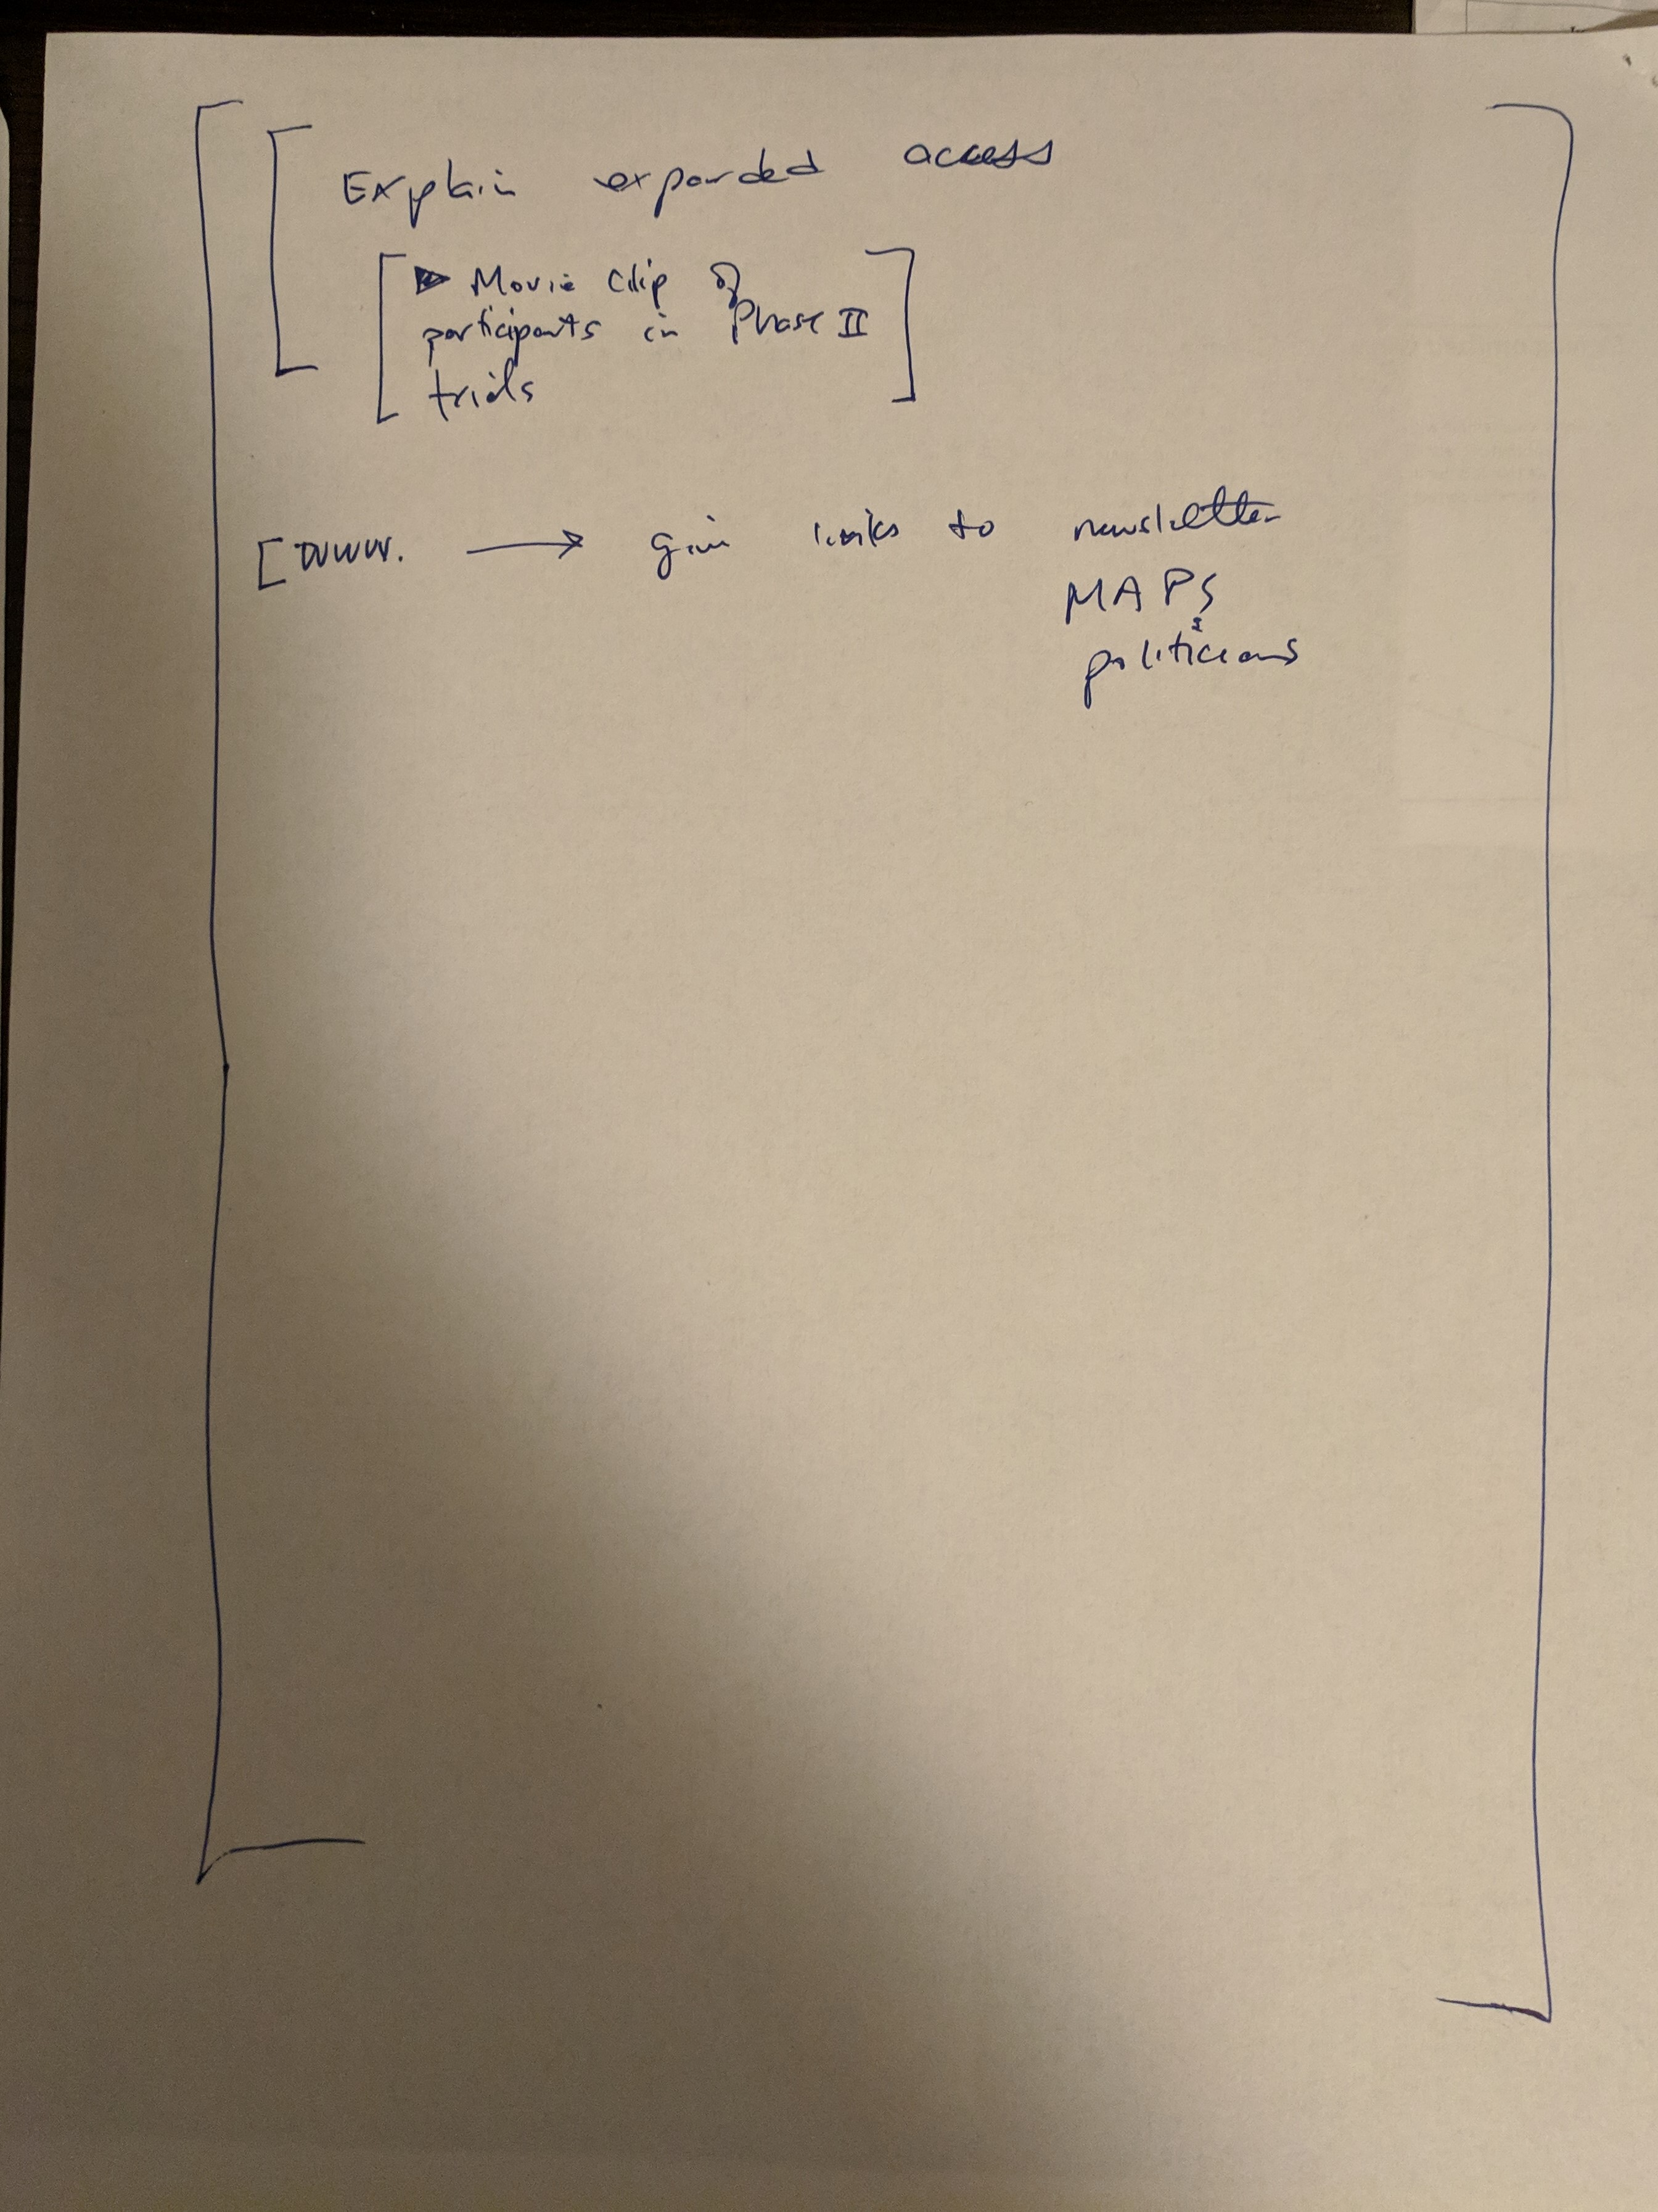 Explain expanded access
[▶ Movie clip of
participants in Phase II
trials]
[www. → give links to newsletter
MAPS
politicians